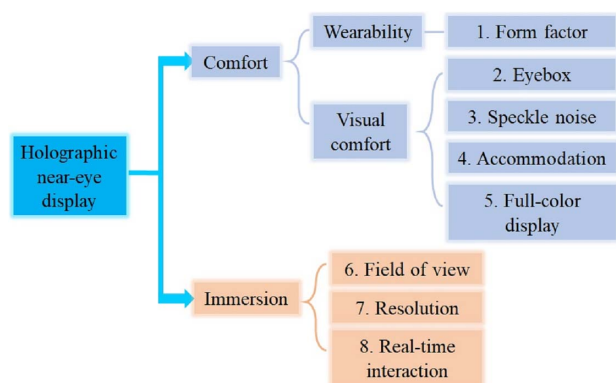 Holographic
near-eye
display
Comfort
Wearability
1. Form factor
Visual
comfort
2. Eyebox
3. Speckle noise
4. Accommodation
5. Full-color
display
Immersion
6. Field of view
7. Resolution
8. Real-time
interaction